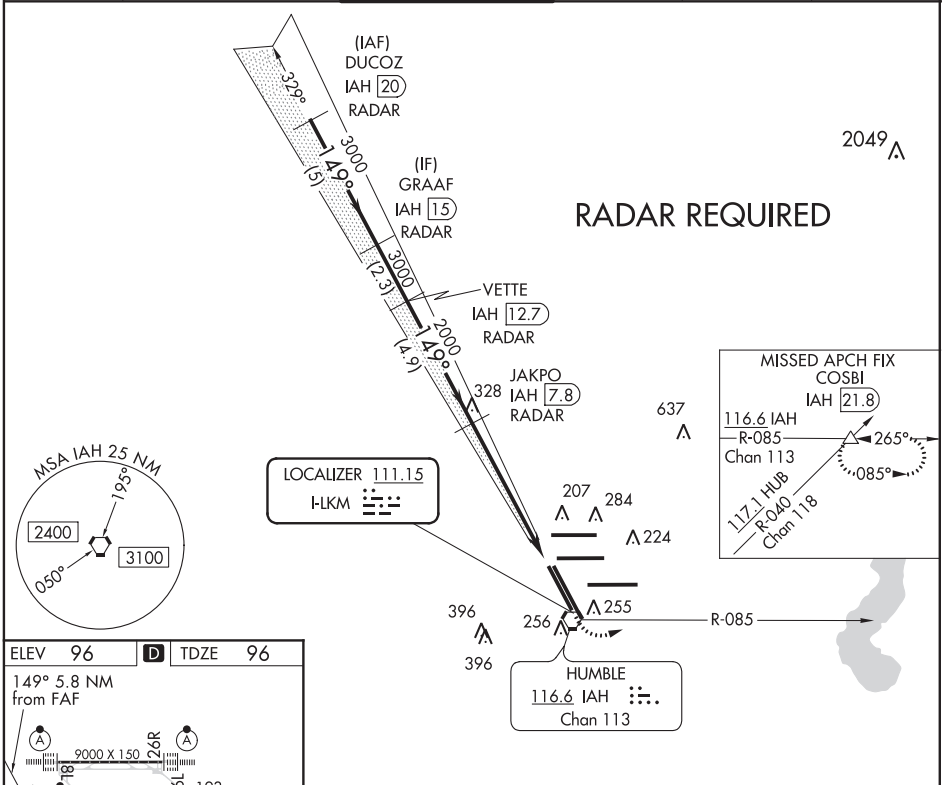 (IAF)
DUCOZ
IAH 20
RADAR
329°
3000
149°
(5)
(IF)
GRAAF
IAH 15
RADAR
2049
RADAR REQUIRED
3000
(2.3)
VETTE
IAH 12.7
RADAR
2000
149°
(4.9)
JAKPO
IAH 7.8
RADAR
328
637
MISSED APCH FIX
COSBI
IAH 21.8
116.6 IAH
R-085
Chan 113
265°
085°
117.1 HUB
R-040
Chan 118
MSA IAH 25 NM
195°
2400
3100
050°
LOCALIZER 111.15
I-LKM
207
284
224
255
256
396
396
R-085
HUMBLE
116.6 IAH
Chan 113
ELEV 96 D TDZE 96
149° 5.8 NM
from FAF
A
A
9000 X 150
26R